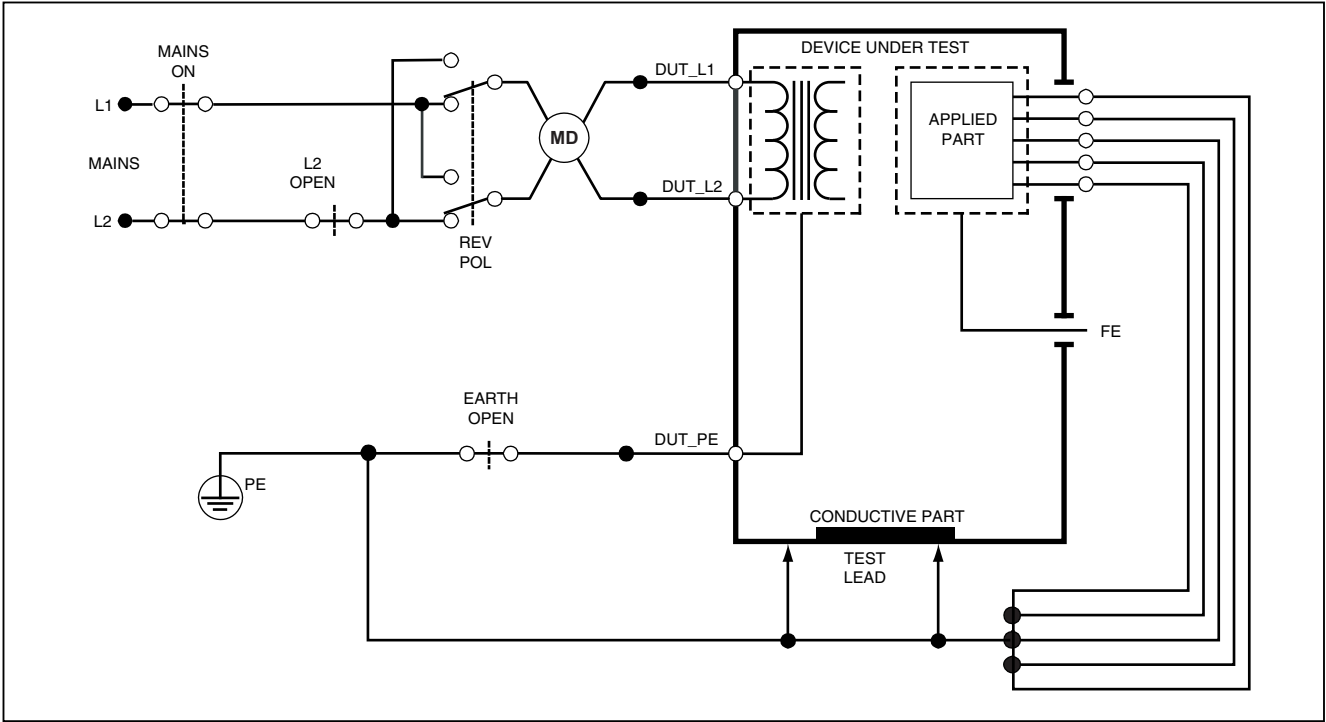 MAINS
ON
L1
MAINS
L2
L2
OPEN
REV
POL
MD
DUT_L1
DUT_L2
DEVICE UNDER TEST
APPLIED
PART
FE
EARTH
OPEN
DUT_PE
PE
CONDUCTIVE PART
TEST
LEAD